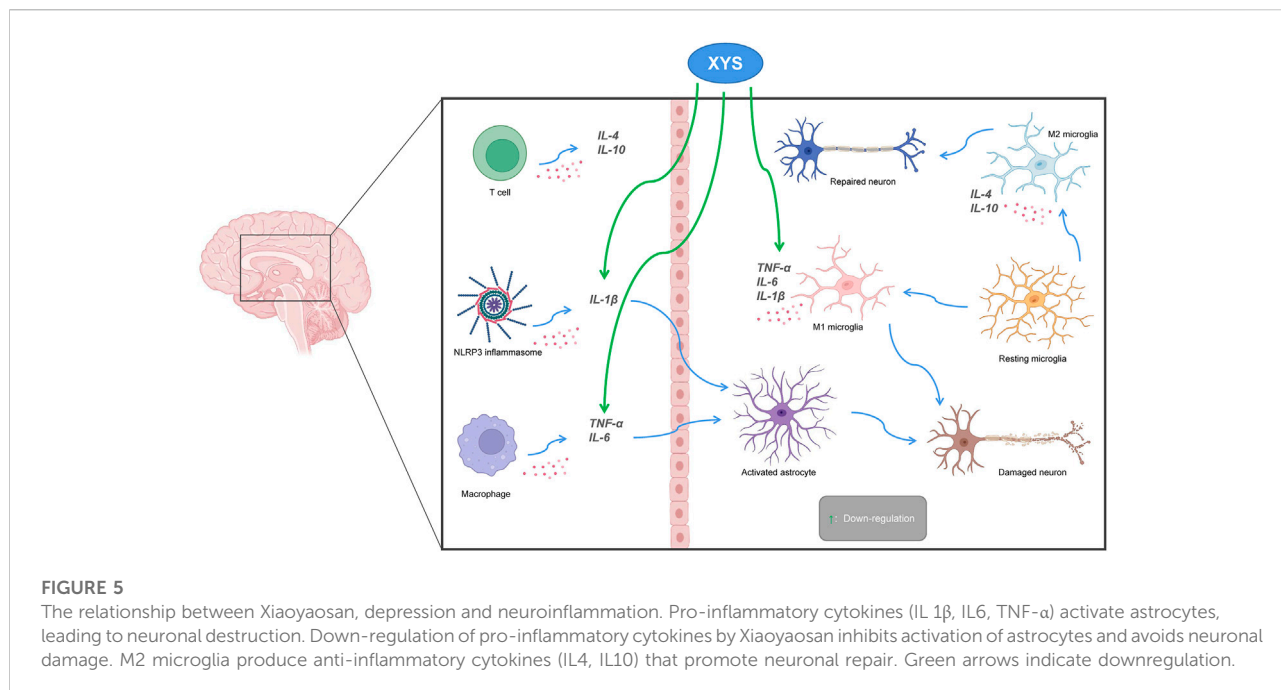 XYS
IL-4
IL-10
T cell
IL-1β
NLRP3 inflammasome
TNF-α
IL-6
Macrophage
Repaired neuron
M2 microglia
IL-4
IL-10
TNF-α
IL-6
IL-1β
M1 microglia
Resting microglia
Activated astrocyte
Damaged neuron
↑: Down-regulation
FIGURE 5
The relationship between Xiaoyaosan, depression and neuroinflammation. Pro-inflammatory cytokines (IL 1β, IL6, TNF-α) activate astrocytes,
leading to neuronal destruction. Down-regulation of pro-inflammatory cytokines by Xiaoyaosan inhibits activation of astrocytes and avoids neuronal
damage. M2 microglia produce anti-inflammatory cytokines (IL4, IL10) that promote neuronal repair. Green arrows indicate downregulation.